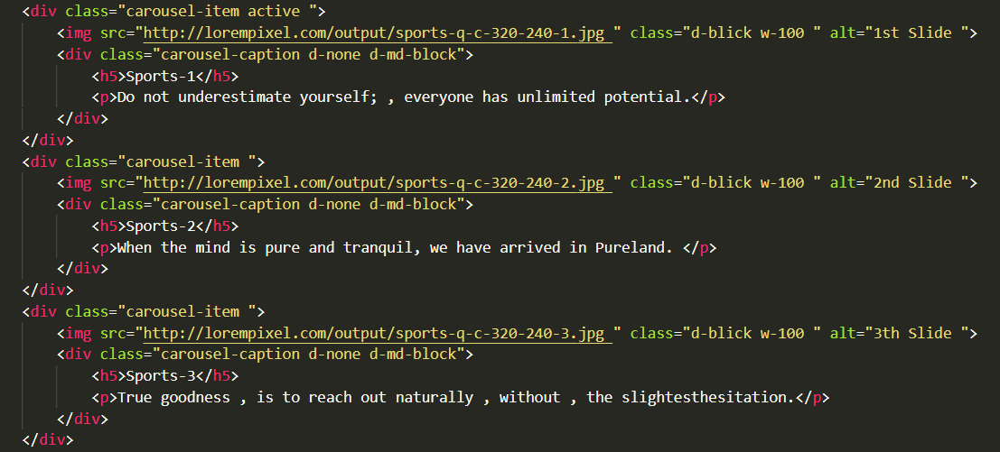 <div class="carousel-item active ">
<img src="http://lorempixel.com/output/sports-q-c-320-240-1.jpg " class="d-blick w-100 " alt="1st Slide ">
<div class="carousel-caption d-none d-md-block">
<h5>Sports-1</h5>
<p>Do not underestimate yourself; , everyone has unlimited potential.</p>
</div>
</div>
<div class="carousel-item ">
<img src="http://lorempixel.com/output/sports-q-c-320-240-2.jpg " class="d-blick w-100 " alt="2nd Slide ">
<div class="carousel-caption d-none d-md-block">
<h5>Sports-2</h5>
<p>When the mind is pure and tranquil, we have arrived in Pureland. </p>
</div>
</div>
<div class="carousel-item ">
<img src="http://lorempixel.com/output/sports-q-c-320-240-3.jpg " class="d-blick w-100 " alt="3th Slide ">
<div class="carousel-caption d-none d-md-block">
<h5>Sports-3</h5>
<p>True goodness , is to reach out naturally , without , the slightesthesitation.</p>
</div>
</div>